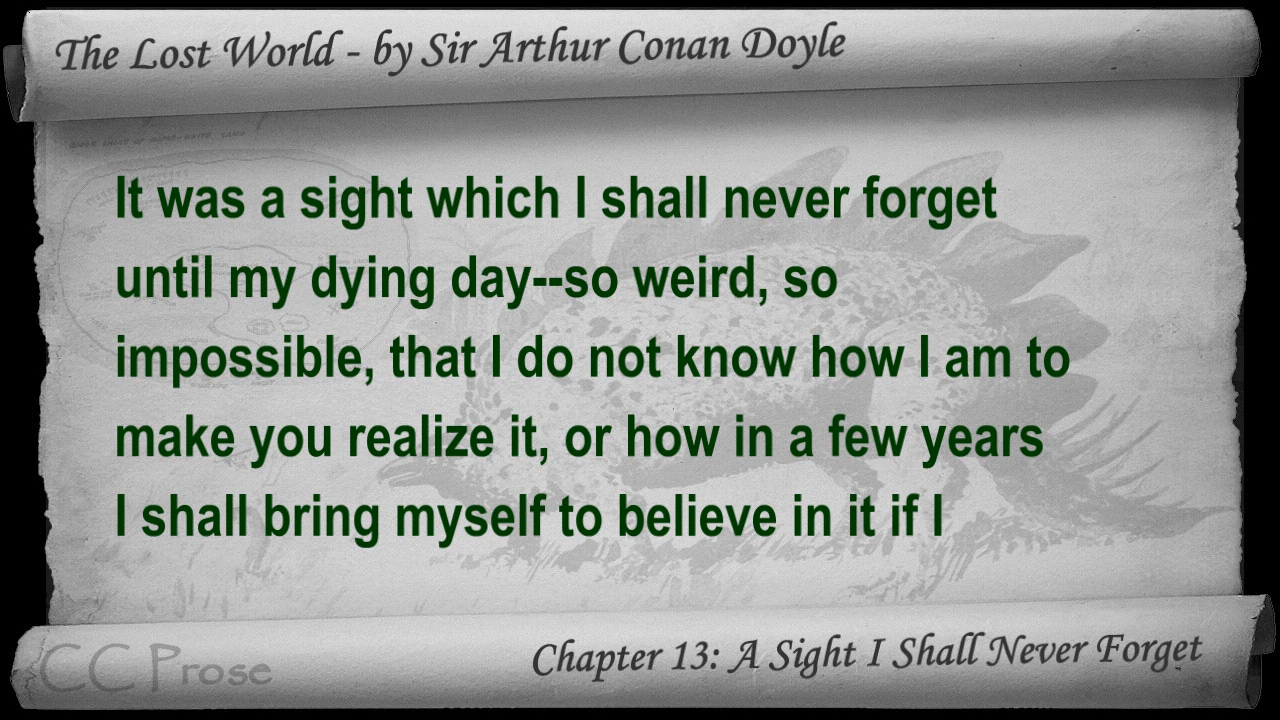 The Lost World - by Sir Arthur Conan Doyle
It was a sight which I shall never forget
until my dying day--so weird, so
impossible, that I do not know how I am to
make you realize it, or how in a few years
I shall bring myself to believe in it if I
CC Prose
Chapter 13: A Sight I Shall Never Forget